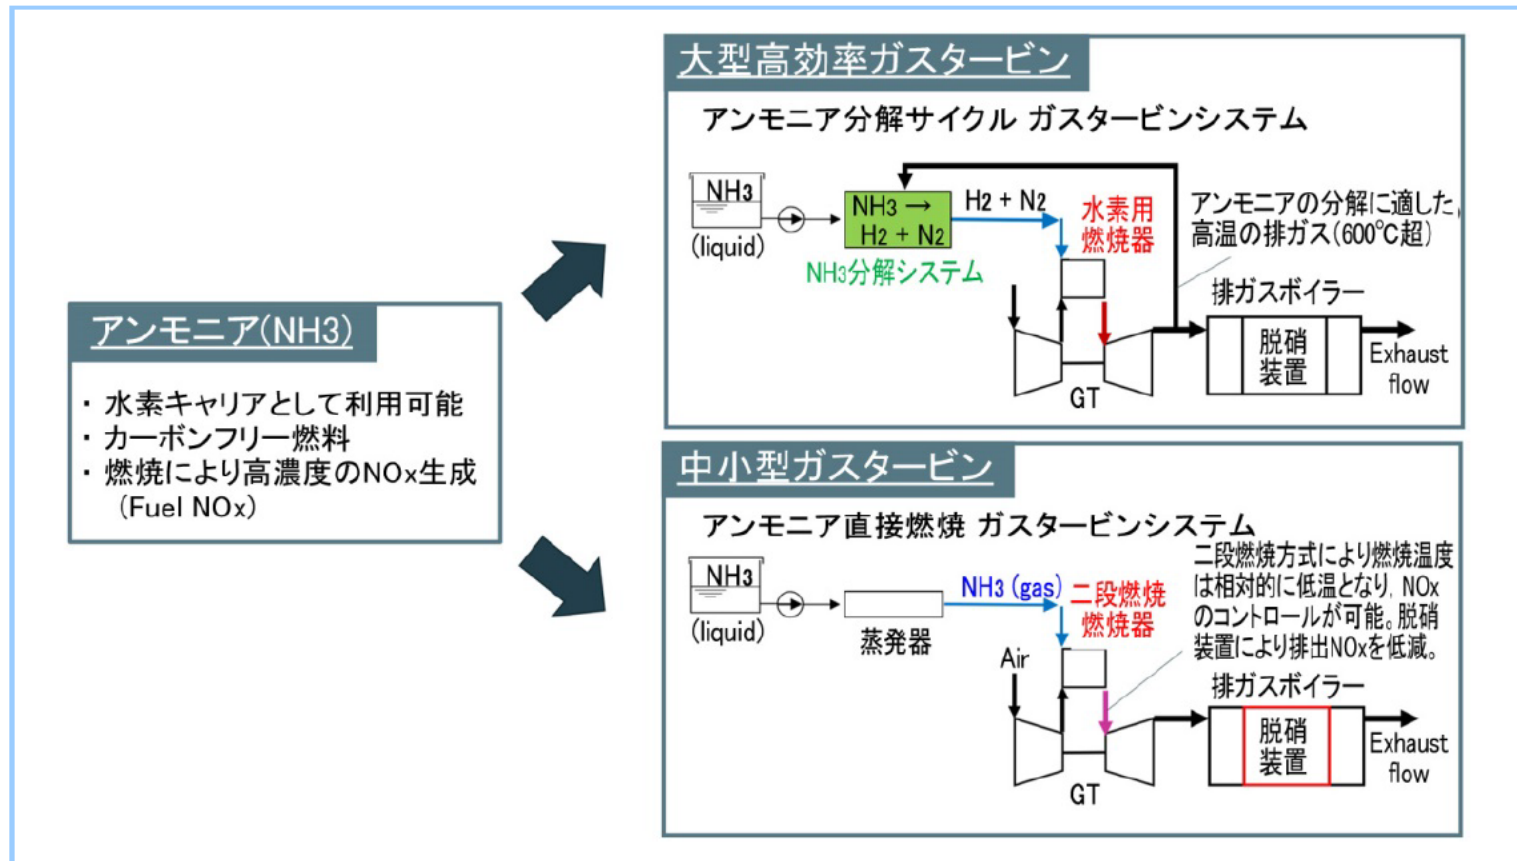 アンモニア(NH3)
・ 水素キャリアとして利用可能
・ カーボンフリー燃料
・ 燃焼により高濃度のNOx生成
(Fuel NOx)
大型高効率ガスタービン
アンモニア分解サイクル ガスタービンシステム
NH3
(liquid)
NH3 →
H2 + N2
NH3分解システム
H2 + N2
水素用
燃焼器
アンモニアの分解に適した,
高温の排ガス(600℃超)
排ガスボイラー
脱硝
装置
Exhaust
flow
GT
中小型ガスタービン
アンモニア直接燃焼 ガスタービンシステム
NH3
(liquid)
蒸発器
NH3 (gas)
二段燃焼
燃焼器
二段燃焼方式により燃焼温度
は相対的に低温となり, NOx
のコントロールが可能。脱硝
装置により排出NOxを低減。
Air
排ガスボイラー
脱硝
装置
Exhaust
flow
GT